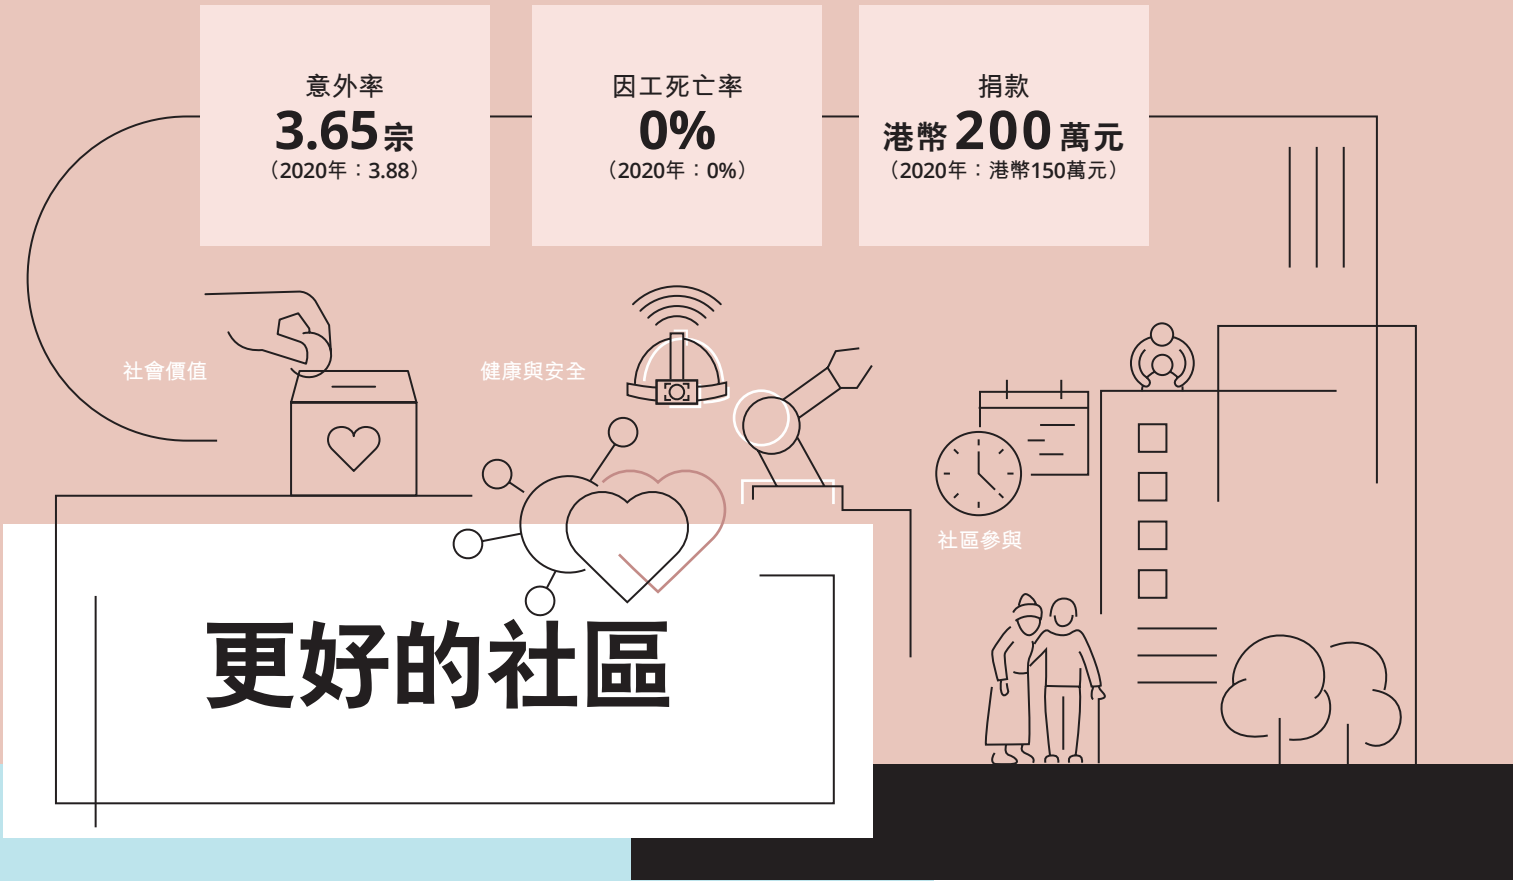 意外率
3.65宗
（2020年：3.88）
因工死亡率
0%
（2020年：0%）
捐款
港幣200萬元
（2020年：港幣150萬元）
社會價值
健康與安全
社區參與
更好的社區